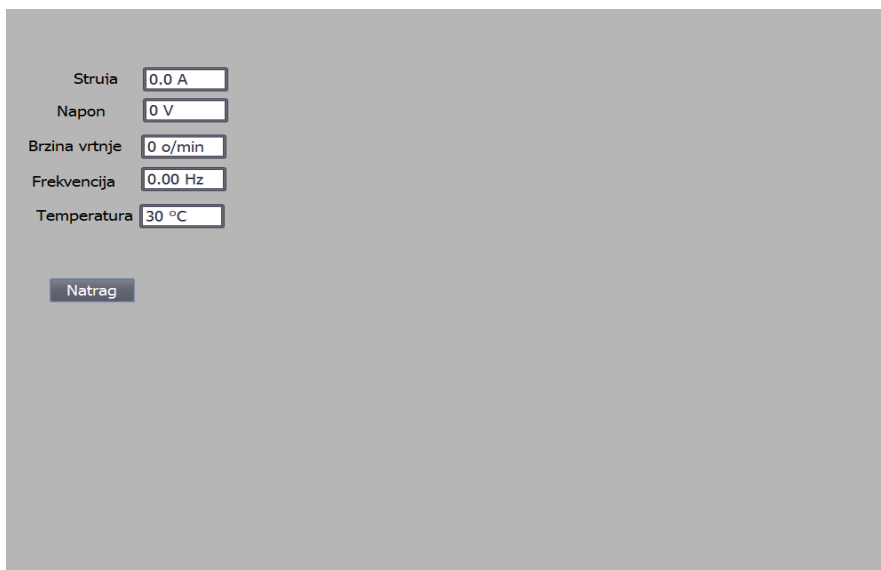 Struja 0.0 A
Napon 0 V
Brzina vrtnje 0 o/min
Frekvencija 0.00 Hz
Temperatura 30 °C
Natrag